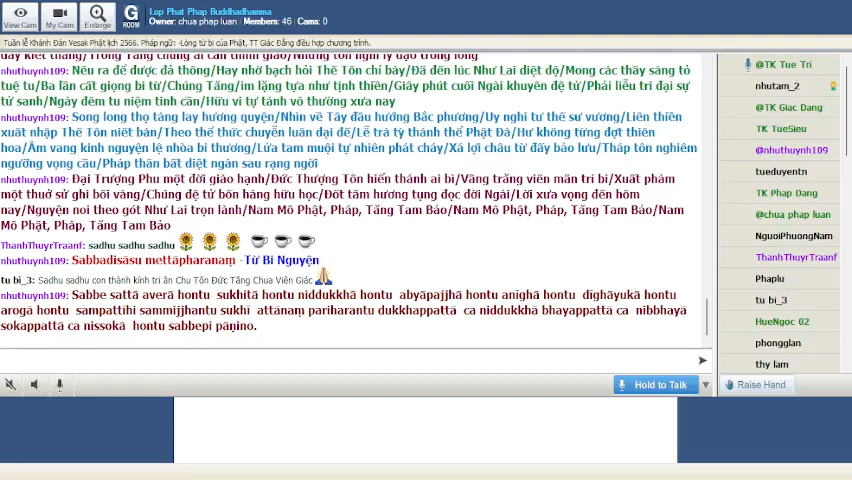 View Cam
My Cam
Enlarge
G ROOM
Lop Phat Phap Buddhadhamma
Owner: chua phap luan | Members: 46 | Cams: 0
Tuần lễ Khánh Đản Vesak Phật lịch 2566. Pháp ngữ: -Lòng từ bi của Phật, TT Giác Đẳng điều hợp chương trình.
nhuthuynh109: Nêu ra để được đả thông/Hay nhờ bạch hỏi Thế Tôn chỉ bày/Đã đến lúc Như Lai diệt độ/Mong các thầy sáng tỏ
tuệ tu/Ba lần cất giọng bi từ/Chúng Tăng/im lặng tựa như tịnh thiền/Giây phút cuối Ngài khuyên đệ tử/Phải liễu tri đại sự
tử sanh/Ngày đêm tu niệm tinh cần/Hữu vi tự tánh vô thường xưa nay
nhuthuynh109: Song long thọ tàng lay hương quyện/Nhìn về Tây đầu hướng Bắc phương/Uy nghi tư thế sư vương/Liên thiền
xuất nhập Thế Tôn niết bàn/Theo thể thức chuyển luân đại đế/Lễ trà tỳ thánh thể Phật Đà/Hư không từng đợt thiên
hoa/Âm vang kinh nguyện lệ nhòa bi thương/Lửa tam muội tự nhiên phát cháy/Xá lợi châu từ đấy bảo lưu/Tháp tôn nghiêm
ngưỡng vọng cầu/Pháp thân bất diệt ngàn sau rạng ngời
nhuthuynh109: Đại Trượng Phu một đời giáo hạnh/Đức Thượng Tôn hiển thánh ai bì/Vầng trăng viên mãn trí bi/Xuất phàm
một thuở sử ghi bối vàng/Chúng đệ tử bốn hàng hữu học/Đốt tâm hương tụng đọc đời Ngài/Lời xưa vọng đến hôm
nay/Nguyện noi theo gót Như Lai trọn lành/Nam Mô Phật, Pháp, Tăng Tam Bảo/Nam Mô Phật, Pháp, Tăng Tam Bảo/Nam
Mô Phật, Pháp, Tăng Tam Bảo
ThanhThuyrTraanf: sadhu sadhu sadhu
nhuthuynh109: Sabbadisāsu mettāpharaṇaṃ -Từ Bi Nguyện
tu bi_3: Sadhu sadhu con thành kính tri ân Chư Tôn Đức Tăng Chùa Viên Giác
nhuthuynh109: Sabbe sattā averā hontu sukhitā hontu niddukkhā hontu abyāpajjhā hontu anīghā hontu dīghāyukā hontu
arogā hontu sampattīhi sammijjhantu sukhī attānaṃ pariharantu dukkhappattā ca niddukkhā bhayappattā ca nibbhayā
sokappattā ca nissokā hontu sabbepi pāṇino.
Hold to Talk
@TK Tue Tri
nhutam_2
@TK Giac Dang
TK TueSieu
@nhuthuynh109
tueduyentn
TK Phap Dang
@chua phap luan
NguoiPhuongNam
ThanhThuyrTraanf
Phaplu
tu bi_3
HueNgoc 02
phongglan
thy lam
Raise Hand